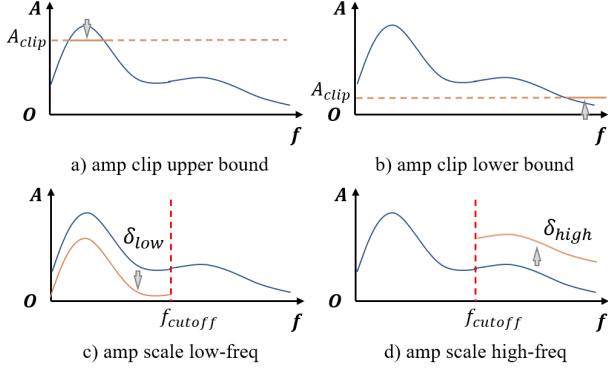 A
A_clip
O
f
a) amp clip upper bound
A
A_clip
O
f
b) amp clip lower bound
A
δ_low
O
f_cutoff
f
c) amp scale low-freq
A
δ_high
O
f_cutoff
f
d) amp scale high-freq